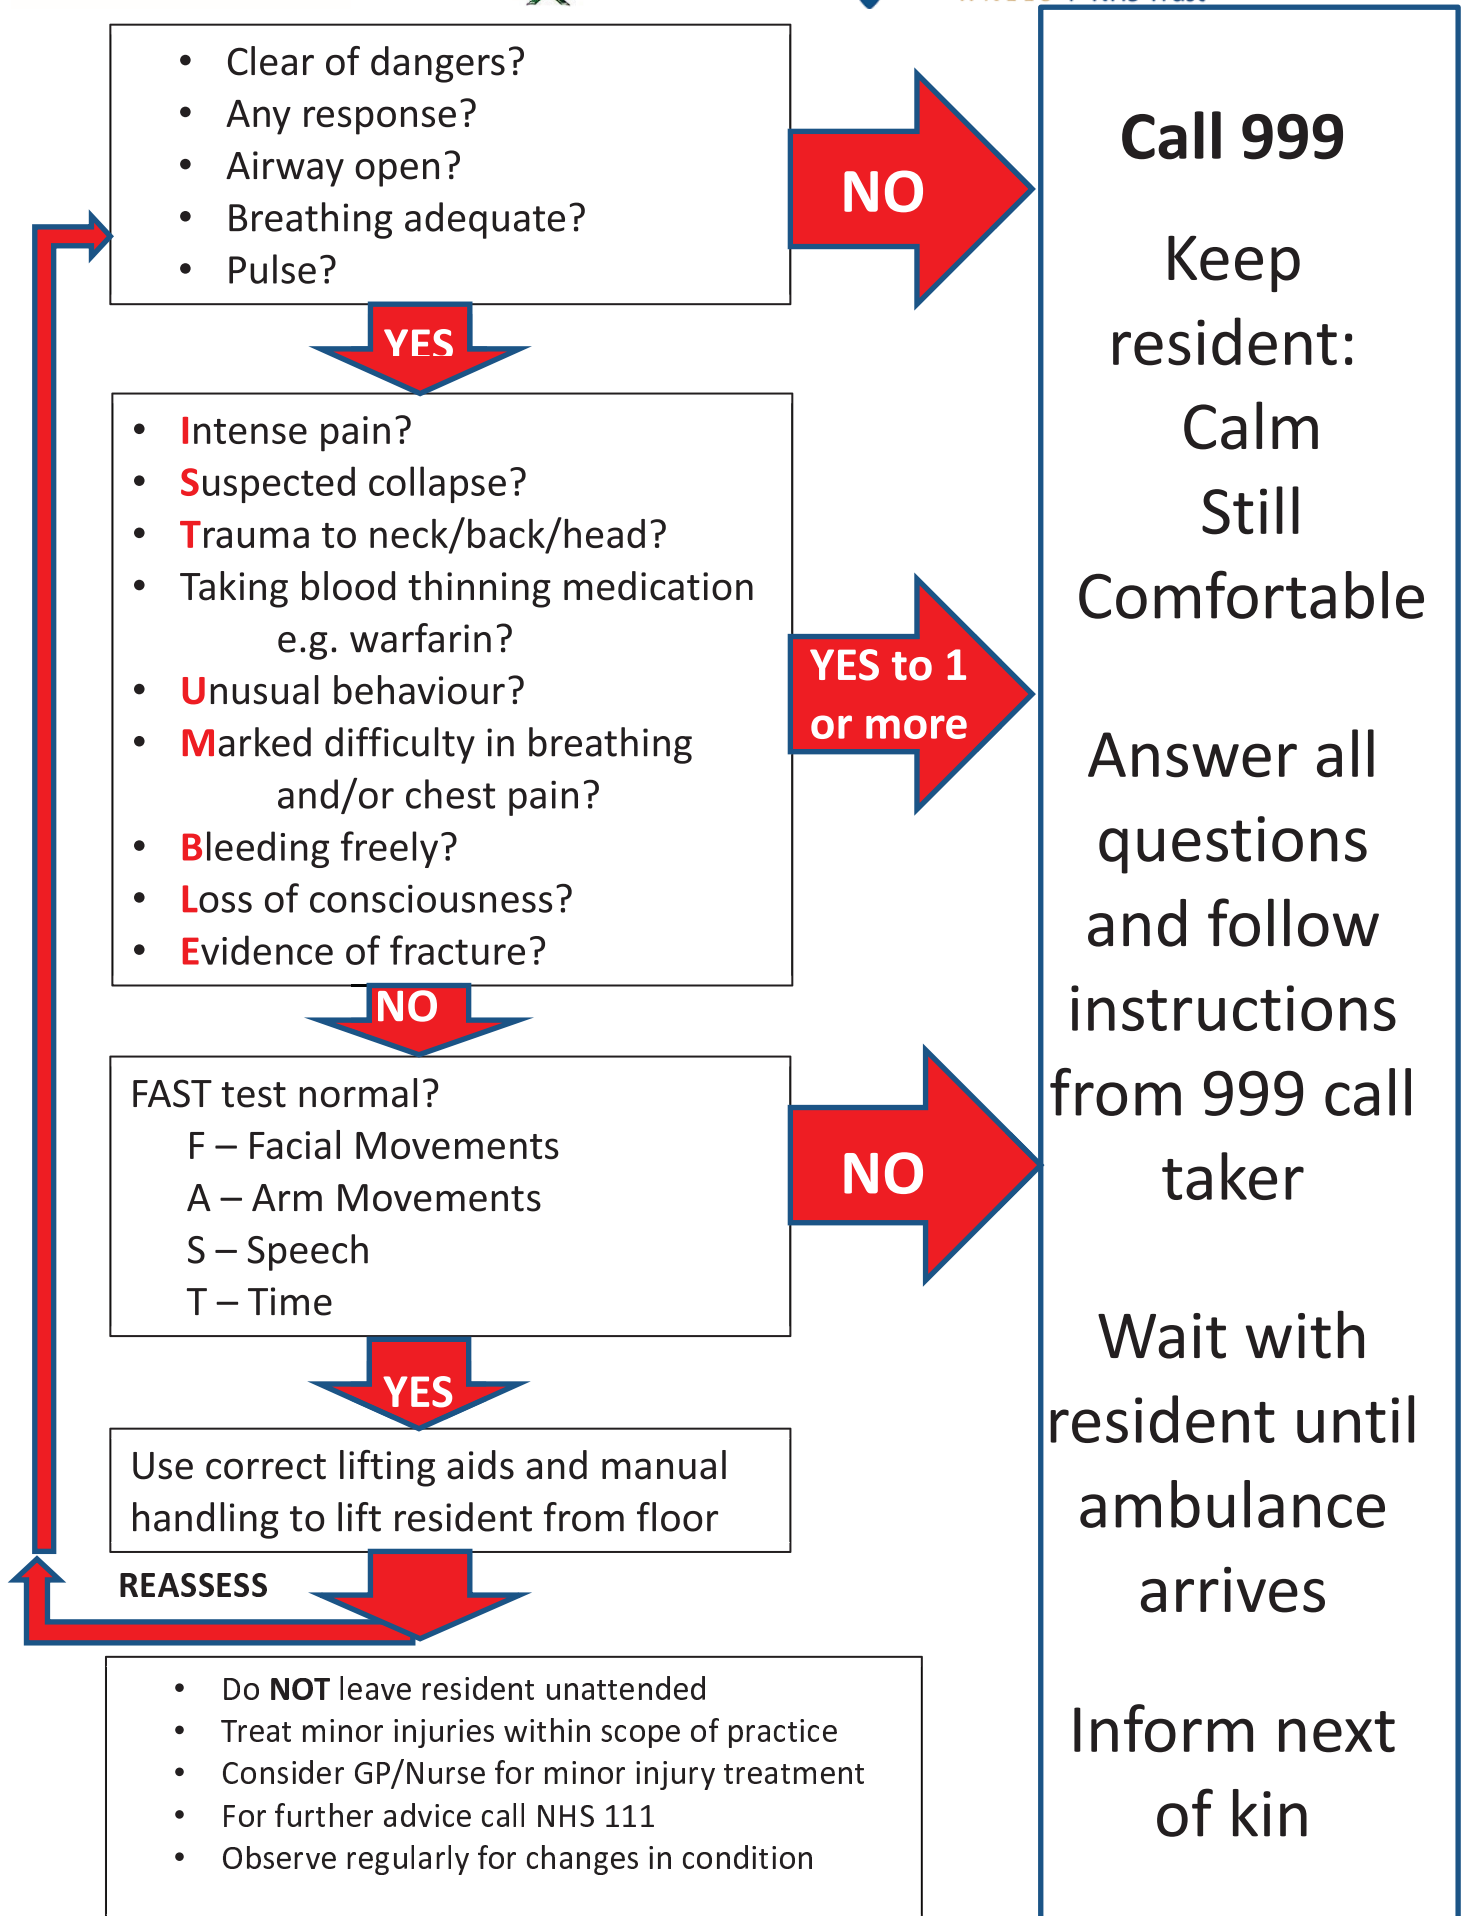 • Clear of dangers?
• Any response?
• Airway open?
• Breathing adequate?
• Pulse?
NO
YES
• Intense pain?
• Suspected collapse?
• Trauma to neck/back/head?
• Taking blood thinning medication
e.g. warfarin?
• Unusual behaviour?
• Marked difficulty in breathing
and/or chest pain?
• Bleeding freely?
• Loss of consciousness?
• Evidence of fracture?
YES to 1
or more
NO
FAST test normal?
F – Facial Movements
A – Arm Movements
S – Speech
T – Time
NO
YES
Use correct lifting aids and manual
handling to lift resident from floor
REASSESS
• Do NOT leave resident unattended
• Treat minor injuries within scope of practice
• Consider GP/Nurse for minor injury treatment
• For further advice call NHS 111
• Observe regularly for changes in condition
Call 999
Keep
resident:
Calm
Still
Comfortable
Answer all
questions
and follow
instructions
from 999 call
taker
Wait with
resident until
ambulance
arrives
Inform next
of kin